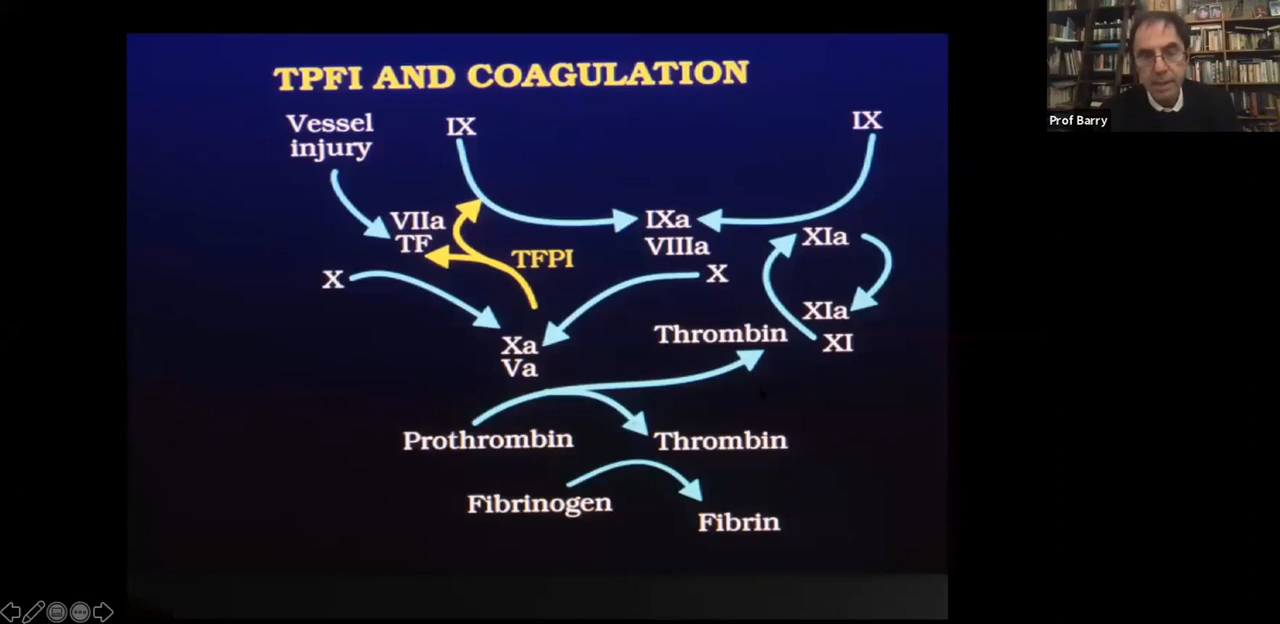 TPFI AND COAGULATION
Vessel
injury
IX
IX
VIIa
TF
IXa
VIIIa
XIa
TFPI
X
X
XIa
XI
Thrombin
Xa
Va
Prothrombin
Thrombin
Fibrinogen
Fibrin
Prof Barry